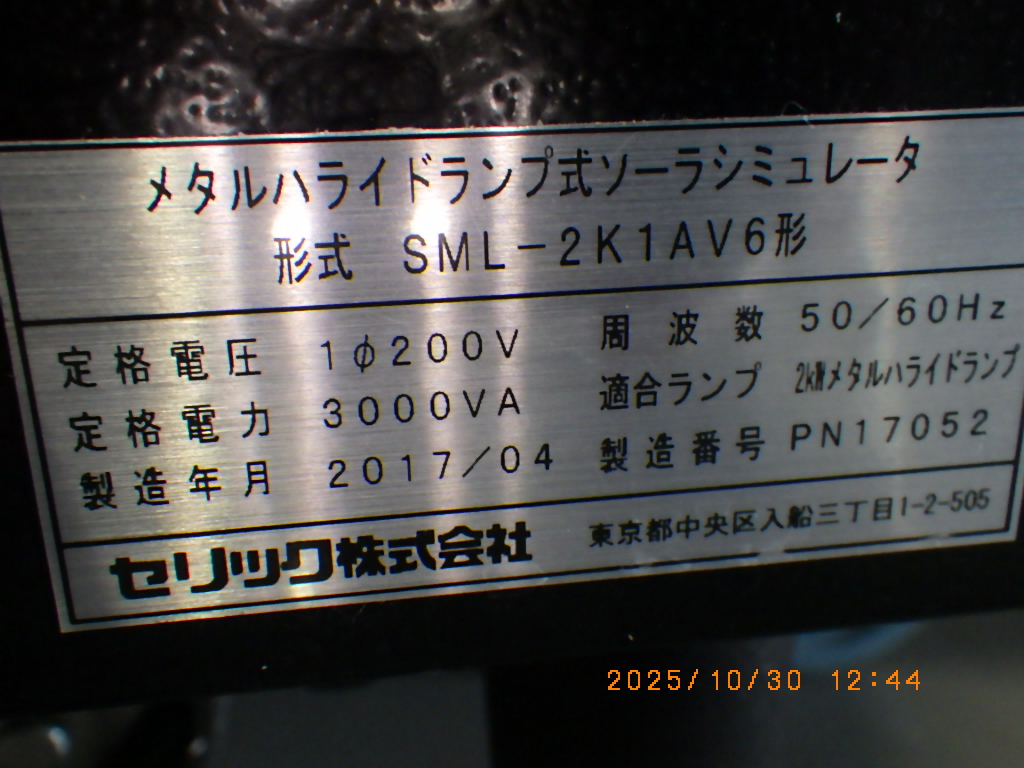 メタルハライドランプ式ソーラシミュレータ
形式 SML-2K1AV6形
定格電圧 1φ200V 周波数 50/60Hz
定格電力 3000VA 適合ランプ 2kWメタルハライドランプ
製造年月 2017/04 製造番号 PN17052
セリック株式会社 東京都中央区入船三丁目1-2-505
2025/10/30 12:44